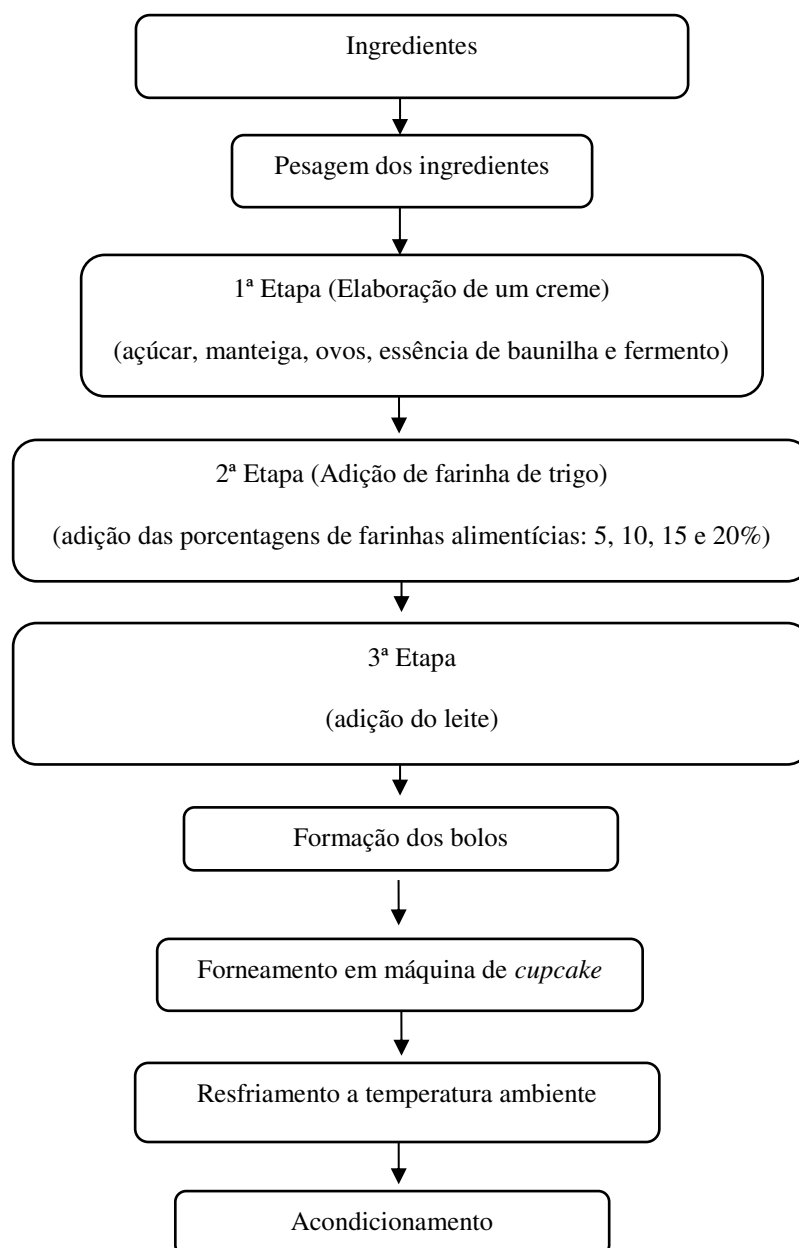 Ingredientes
Pesagem dos ingredientes
1ª Etapa (Elaboração de um creme)
(açúcar, manteiga, ovos, essência de baunilha e fermento)
2ª Etapa (Adição de farinha de trigo)
(adição das porcentagens de farinhas alimentícias: 5, 10, 15 e 20%)
3ª Etapa
(adição do leite)
Formação dos bolos
Forneamento em máquina de cupcake
Resfriamento a temperatura ambiente
Acondicionamento